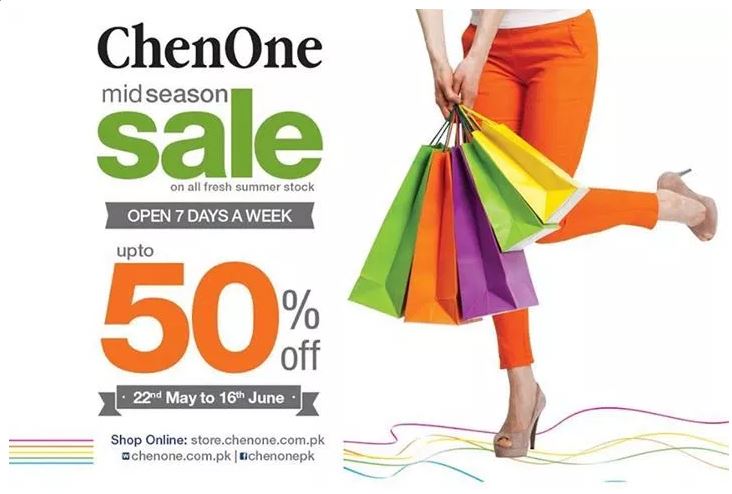 ChenOne
mid season
sale
on all fresh summer stock
OPEN 7 DAYS A WEEK
upto
50%
off
· 22nd May to 16th June ·
Shop Online: store.chenone.com.pk
w chenone.com.pk | f chenonepk